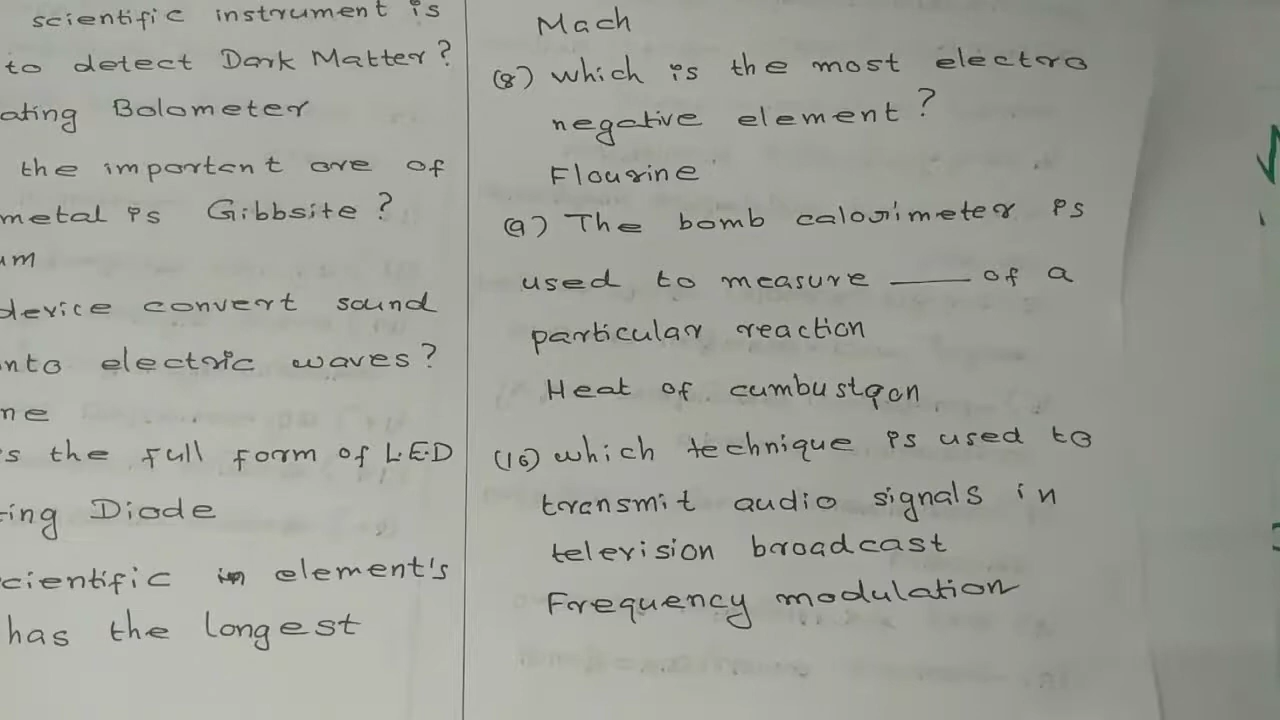 scientific instrument is
to detect Dark Matter?
ating Bolometer
the important ore of
metal is Gibbsite?
um
device convert sound
nto electric waves?
ne
s the full form of L.E.D
ting Diode
cientific in element's
has the longest
Mach
(8) which is the most electro
negative element?
Flourine
(9) The bomb calorimeter is
used to measure —— of a
particular reaction
Heat of cumbustion
(10) which technique is used to
transmit audio signals in
television broadcast
Frequency modulation